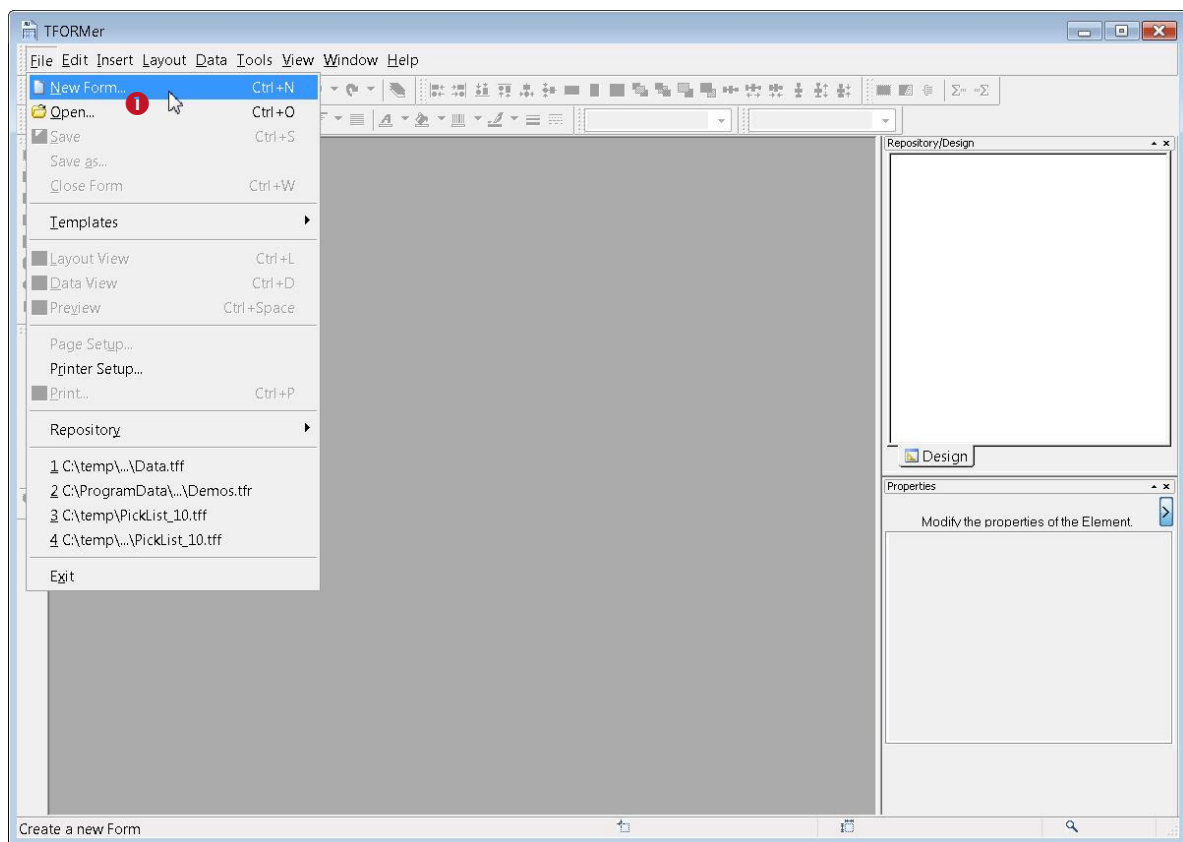 TFORMer
File Edit Insert Layout Data Tools View Window Help
New Form... Ctrl+N
1
Open... Ctrl+O
Save Ctrl+S
Save as...
Close Form Ctrl+W
Templates
Layout View Ctrl+L
Data View Ctrl+D
Preview Ctrl+Space
Page Setup...
Printer Setup...
Print... Ctrl+P
Repository
1 C:\temp\...\Data.tff
2 C:\ProgramData\...\Demos.tfr
3 C:\temp\PickList_10.tff
4 C:\temp\...\PickList_10.tff
Exit
Repository/Design
Design
Properties
Modify the properties of the Element.
Create a new Form